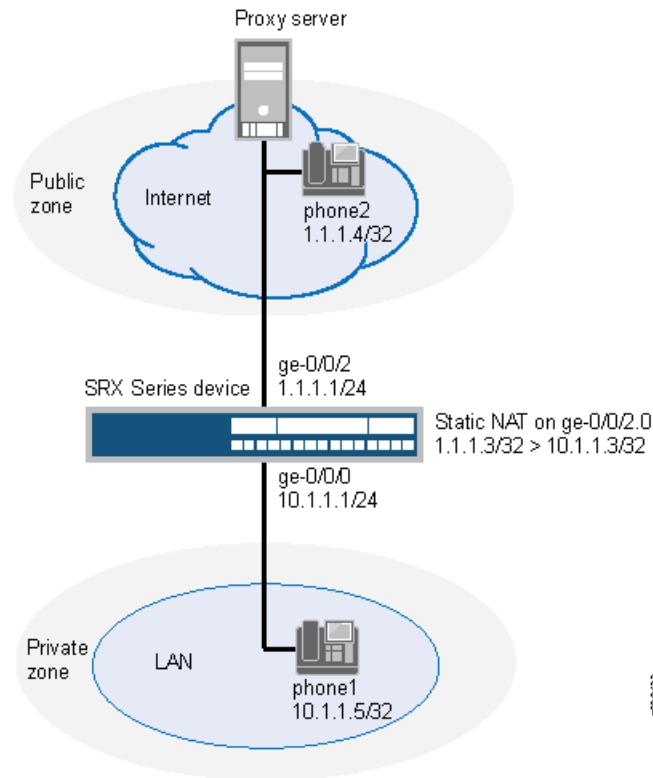 Proxy server
Public
zone
Internet
phone2
1.1.1.4/32
ge-0/0/2
1.1.1.1/24
SRX Series device
Static NAT on ge-0/0/2.0
1.1.1.3/32 > 10.1.1.3/32
ge-0/0/0
10.1.1.1/24
Private
zone
LAN
phone1
10.1.1.5/32